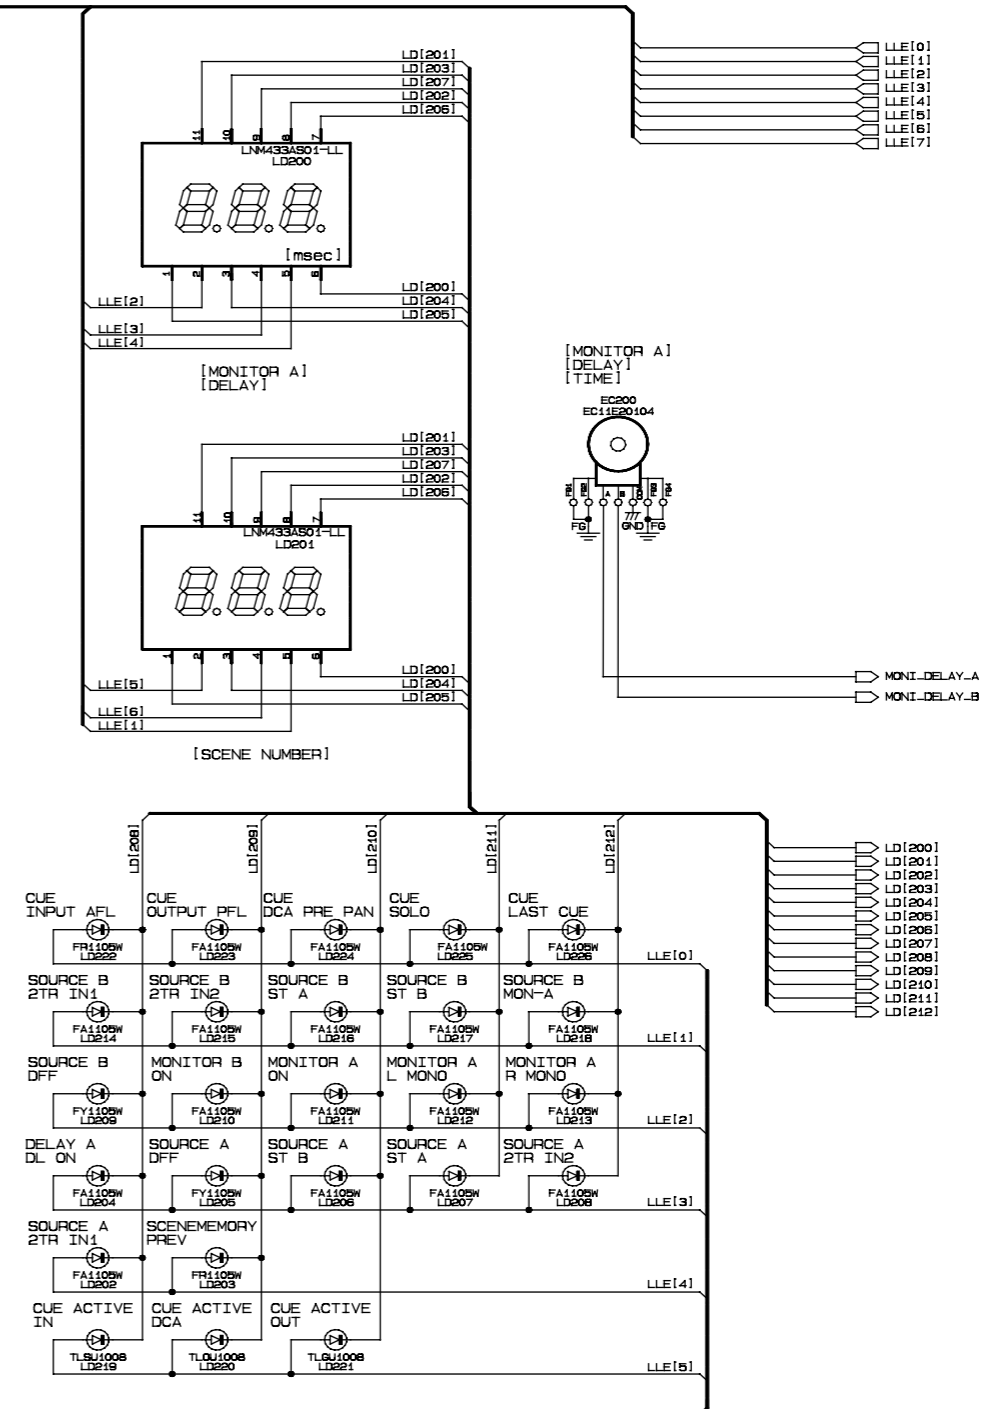 LLE[0]
LLE[1]
LLE[2]
LLE[3]
LLE[4]
LLE[5]
LLE[6]
LLE[7]
LD[201]
LD[203]
LD[207]
LD[202]
LD[206]
11 10 9 8 7
LNM433AS01-LL
LD200
8.8.8.
[msec]
1 2 3 4 5 6
LD[200]
LLE[2] LD[204]
LD[205]
LLE[3]
LLE[4]
[MONITOR A]
[DELAY]
[MONITOR A]
[DELAY]
[TIME]
EC200
EC11E20104
FG1 FG2 A B COM FG3 FG4
FG GND FG
LD[201]
LD[203]
LD[207]
LD[202]
LD[206]
11 10 9 8 7
LNM433AS01-LL
LD201
8.8.8.
1 2 3 4 5 6
LD[200]
LLE[5] LD[204]
LD[205]
LLE[6]
LLE[1]
[SCENE NUMBER]
MONI_DELAY_A
MONI_DELAY_B
LD[208] LD[209] LD[210] LD[211] LD[212]
LD[200]
LD[201]
LD[202]
LD[203]
LD[204]
LD[205]
LD[206]
LD[207]
LD[208]
LD[209]
LD[210]
LD[211]
LD[212]
CUE CUE CUE CUE CUE
INPUT AFL OUTPUT PFL DCA PRE PAN SOLO LAST CUE
FR1105W FA1105W FA1105W FA1105W FA1105W
LD222 LD223 LD224 LD225 LD226 LLE[0]
SOURCE B SOURCE B SOURCE B SOURCE B SOURCE B
2TR IN1 2TR IN2 ST A ST B MON-A
FA1105W FA1105W FA1105W FA1105W FA1105W
LD214 LD215 LD216 LD217 LD218 LLE[1]
SOURCE B MONITOR B MONITOR A MONITOR A MONITOR A
DFF ON ON L MONO R MONO
FY1105W FA1105W FA1105W FA1105W FA1105W
LD209 LD210 LD211 LD212 LD213 LLE[2]
DELAY A SOURCE A SOURCE A SOURCE A SOURCE A
DL ON DFF ST B ST A 2TR IN2
FA1105W FY1105W FA1105W FA1105W FA1105W
LD204 LD205 LD206 LD207 LD208 LLE[3]
SOURCE A SCENEMEMORY
2TR IN1 PREV
FA1105W FR1105W
LD202 LD203 LLE[4]
CUE ACTIVE CUE ACTIVE CUE ACTIVE
IN DCA OUT
TLSU1008 TLOU1008 TLGU1008
LD219 LD220 LD221 LLE[5]